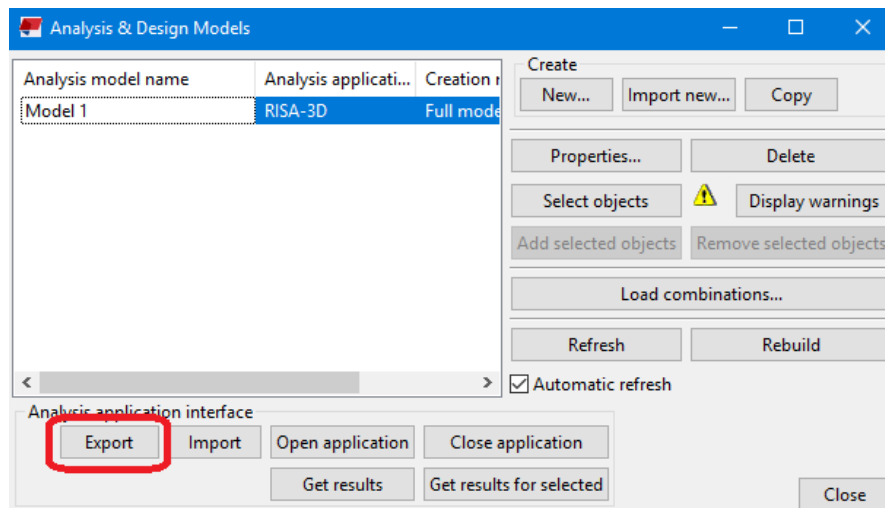 Analysis & Design Models
Analysis model name Analysis applicati... Creation r
Model 1 RISA-3D Full mode
Create
New... Import new... Copy
Properties... Delete
Select objects Display warnings
Add selected objects Remove selected objects
Load combinations...
Refresh Rebuild
Automatic refresh
Analysis application interface
Export Import Open application Close application
Get results Get results for selected
Close